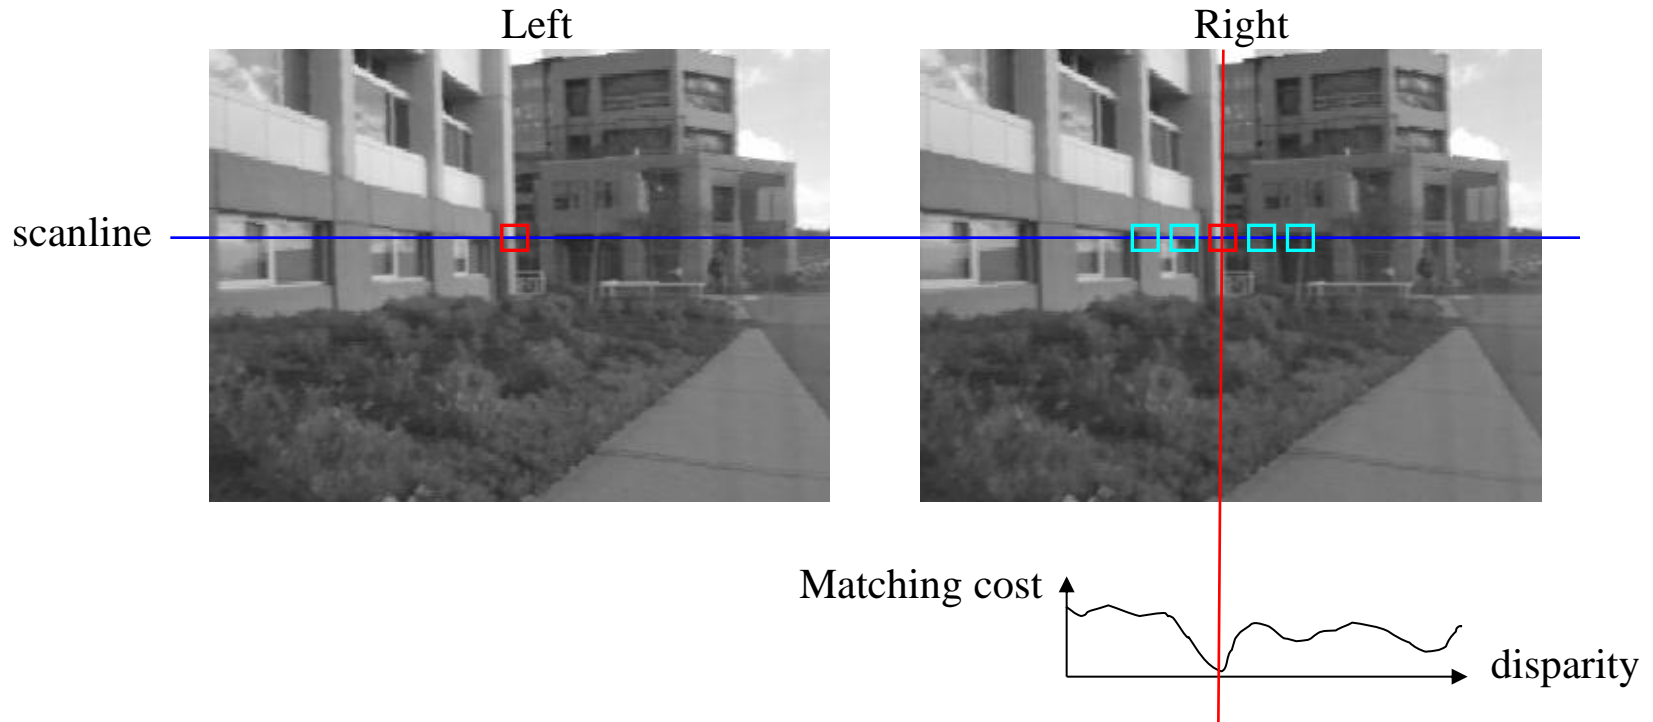 Left
Right
scanline
Matching cost
disparity